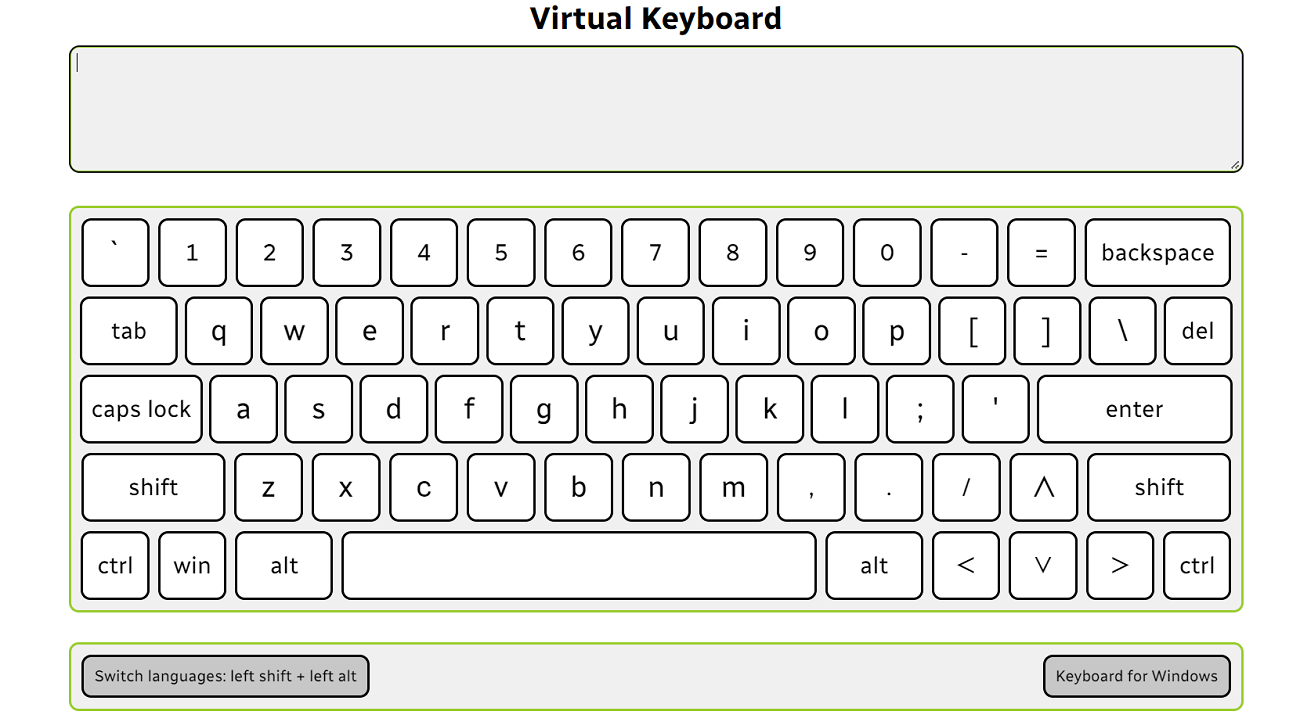 Virtual Keyboard
` 1 2 3 4 5 6 7 8 9 0 - = backspace
tab q w e r t y u i o p [ ] \ del
caps lock a s d f g h j k l ; ' enter
shift z x c v b n m , . / ᐱ shift
ctrl win alt alt ᐸ ᐯ ᐳ ctrl
Switch languages: left shift + left alt Keyboard for Windows